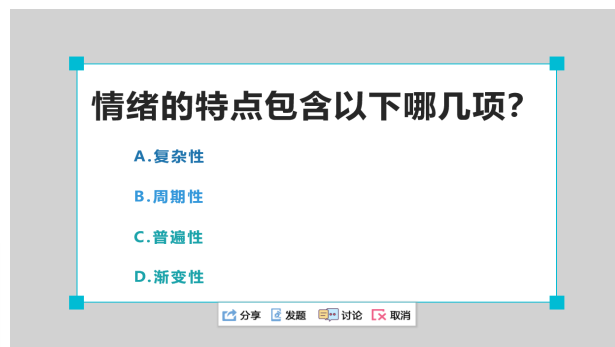 情绪的特点包含以下哪几项?
A.复杂性
B.周期性
C.普遍性
D.渐变性
分享 发题 讨论 取消